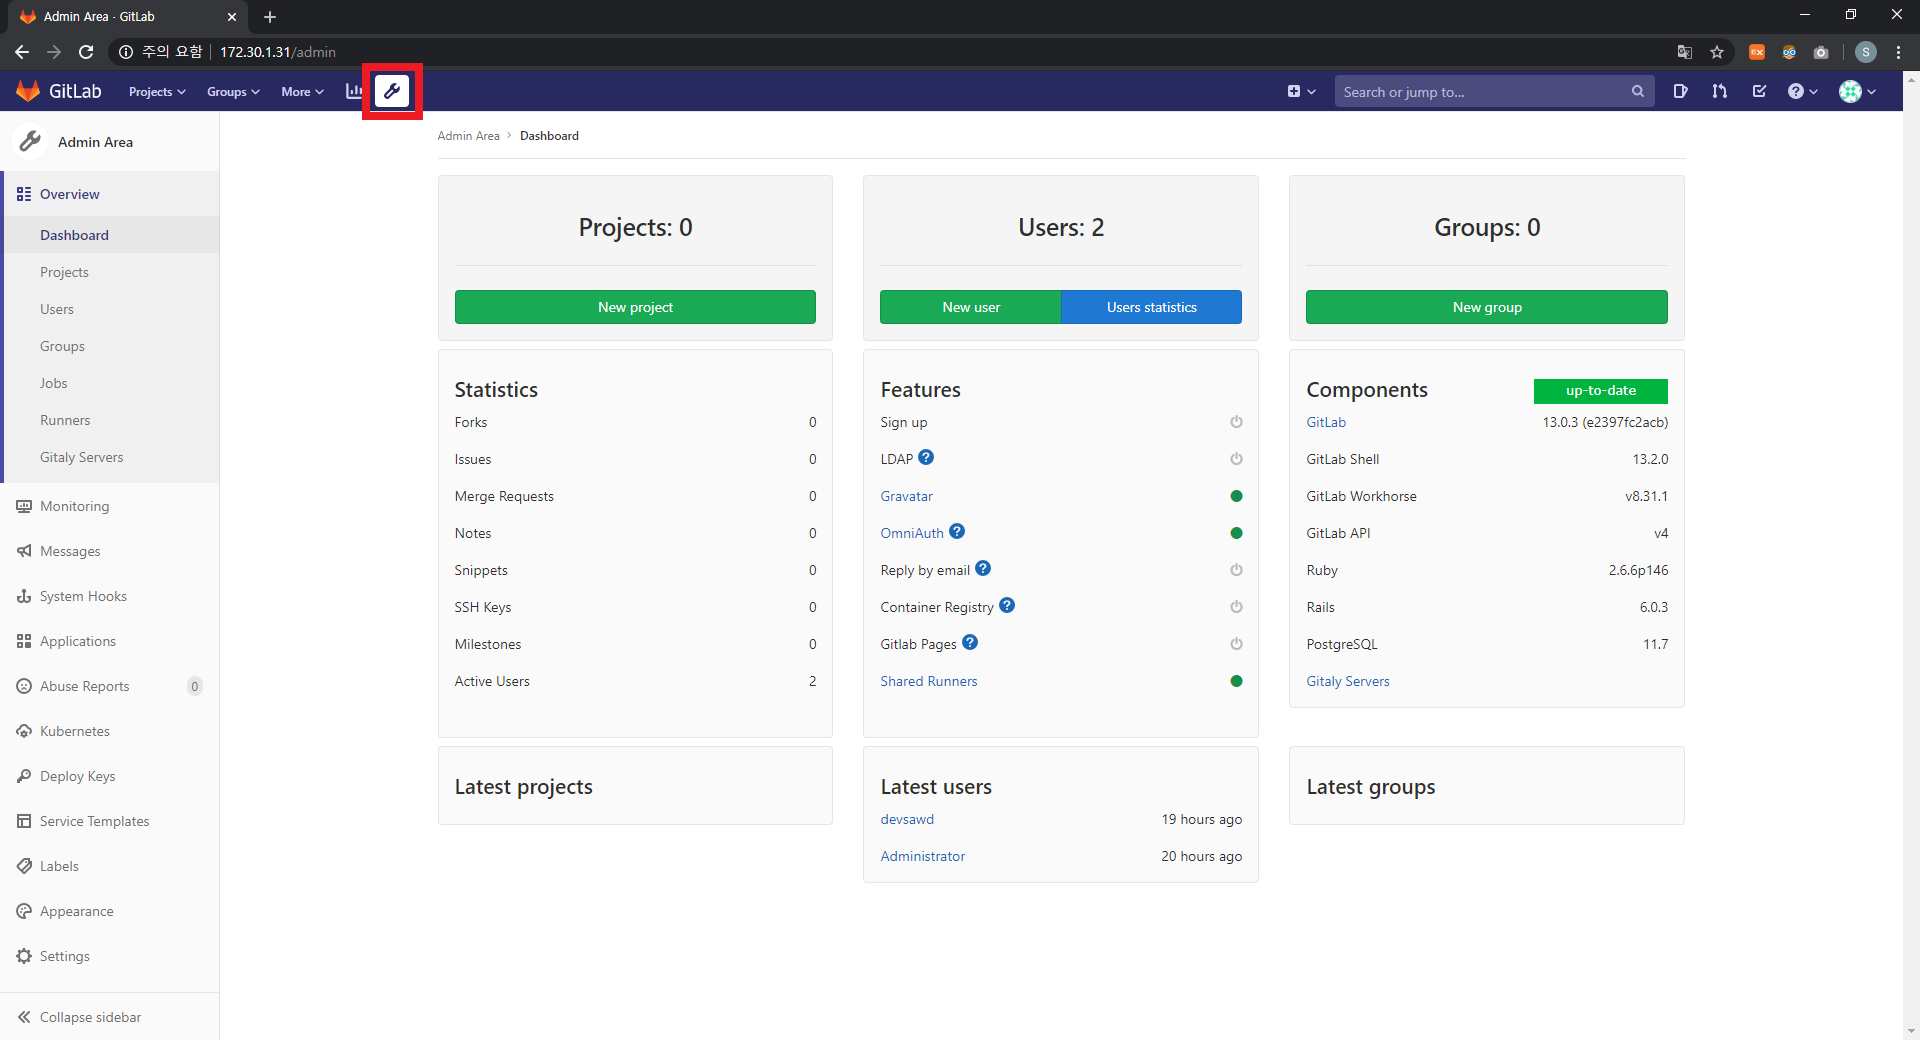 Admin Area · GitLab
주의 요함 172.30.1.31/admin
S
GitLab Projects Groups More Search or jump to...
Admin Area
Overview
Dashboard
Projects
Users
Groups
Jobs
Runners
Gitaly Servers
Monitoring
Messages
System Hooks
Applications
Abuse Reports 0
Kubernetes
Deploy Keys
Service Templates
Labels
Appearance
Settings
Collapse sidebar
Admin Area > Dashboard
Projects: 0
New project
Users: 2
New user Users statistics
Groups: 0
New group
Statistics
Forks 0
Issues 0
Merge Requests 0
Notes 0
Snippets 0
SSH Keys 0
Milestones 0
Active Users 2
Features
Sign up
LDAP ?
Gravatar
OmniAuth ?
Reply by email ?
Container Registry ?
Gitlab Pages ?
Shared Runners
Components up-to-date
GitLab 13.0.3 (e2397fc2acb)
GitLab Shell 13.2.0
GitLab Workhorse v8.31.1
GitLab API v4
Ruby 2.6.6p146
Rails 6.0.3
PostgreSQL 11.7
Gitaly Servers
Latest projects
Latest users
devsawd 19 hours ago
Administrator 20 hours ago
Latest groups